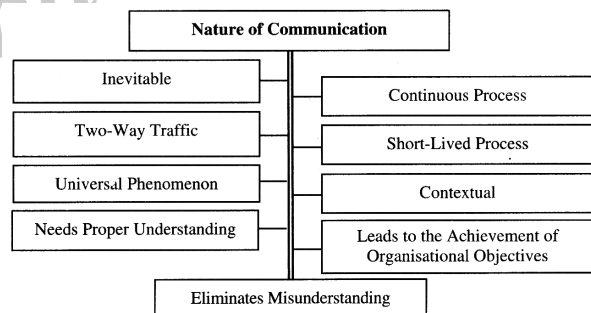 Nature of Communication
Inevitable
Continuous Process
Two-Way Traffic
Short-Lived Process
Universal Phenomenon
Contextual
Needs Proper Understanding
Leads to the Achievement of
Organisational Objectives
Eliminates Misunderstanding